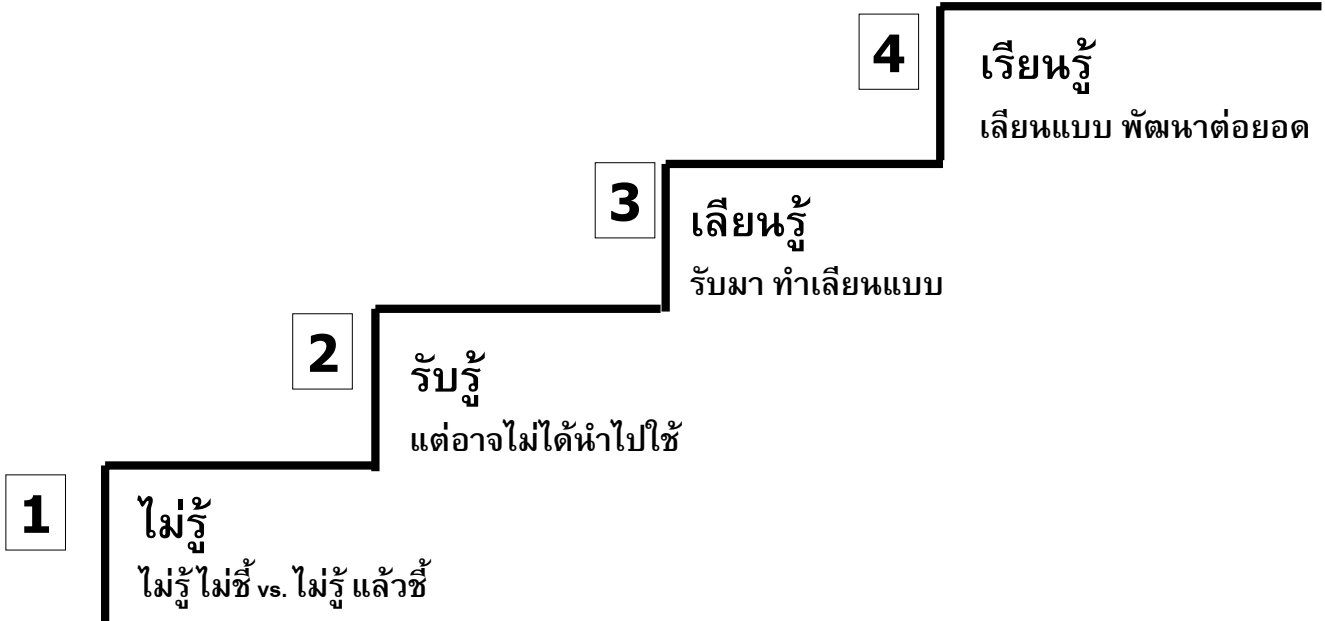 4
เรียนรู้
เลียนแบบ พัฒนาต่อยอด
3
เลียนรู้
รับมา ทำเลียนแบบ
2
รับรู้
แต่อาจไม่ได้นำไปใช้
1
ไม่รู้
ไม่รู้ ไม่ชี้ vs. ไม่รู้ แล้วชี้